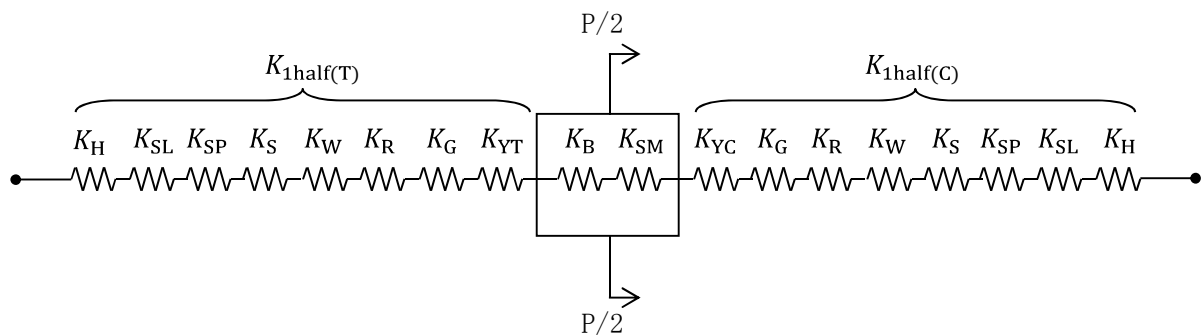 P/2
K1half(T) K1half(C)
KH KSL KSP KS KW KR KG KYT KB KSM KYC KG KR KW KS KSP KSL KH
P/2